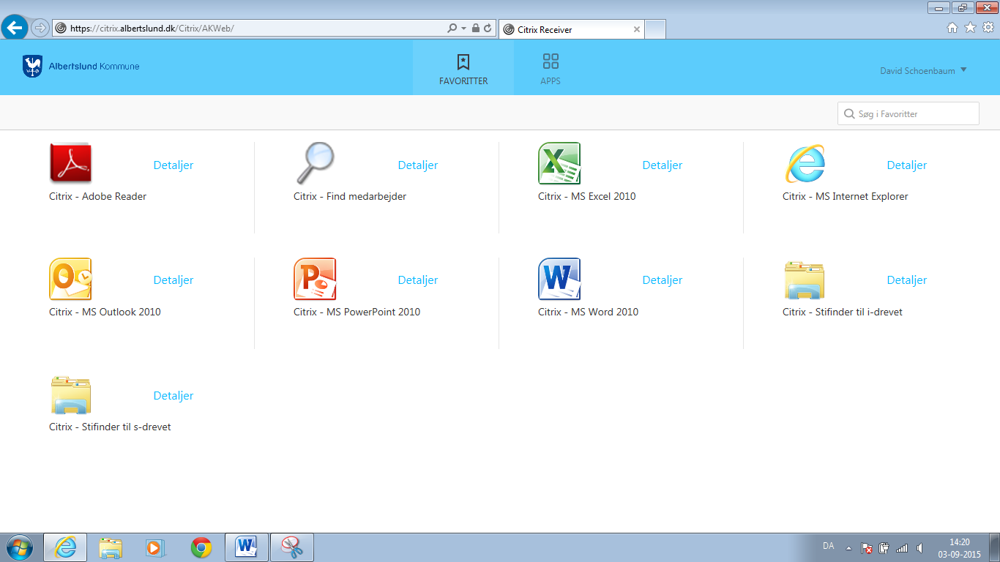 https://citrix.albertslund.dk/Citrix/AKWeb/
Citrix Receiver
Albertslund Kommune
FAVORITTER
APPS
David Schoenbaum
Søg i Favoritter
Detaljer
Detaljer
Detaljer
Detaljer
Citrix - Adobe Reader
Citrix - Find medarbejder
Citrix - MS Excel 2010
Citrix - MS Internet Explorer
Detaljer
Detaljer
Detaljer
Detaljer
Citrix - MS Outlook 2010
Citrix - MS PowerPoint 2010
Citrix - MS Word 2010
Citrix - Stifinder til i-drevet
Detaljer
Citrix - Stifinder til s-drevet
DA
14:20
03-09-2015